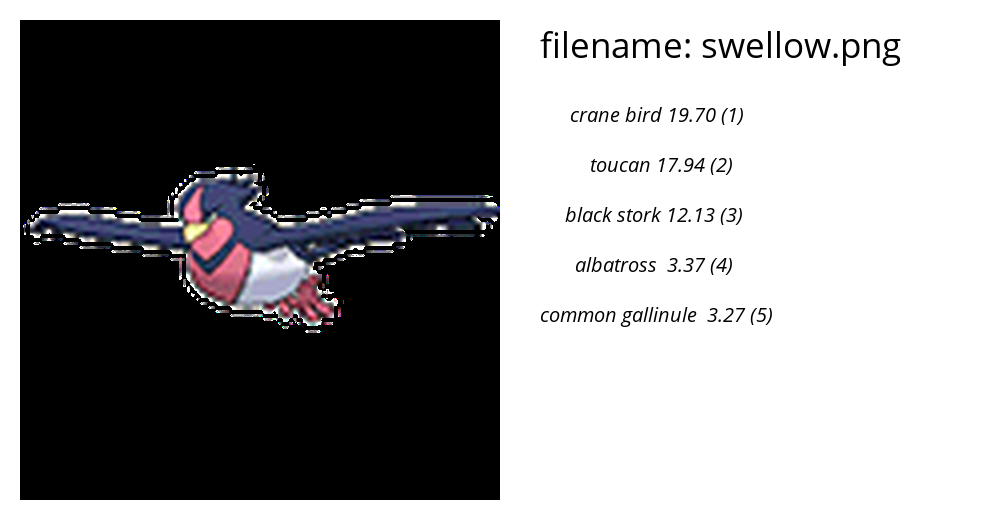 filename: swellow.png
crane bird 19.70 (1)
toucan 17.94 (2)
black stork 12.13 (3)
albatross 3.37 (4)
common gallinule 3.27 (5)